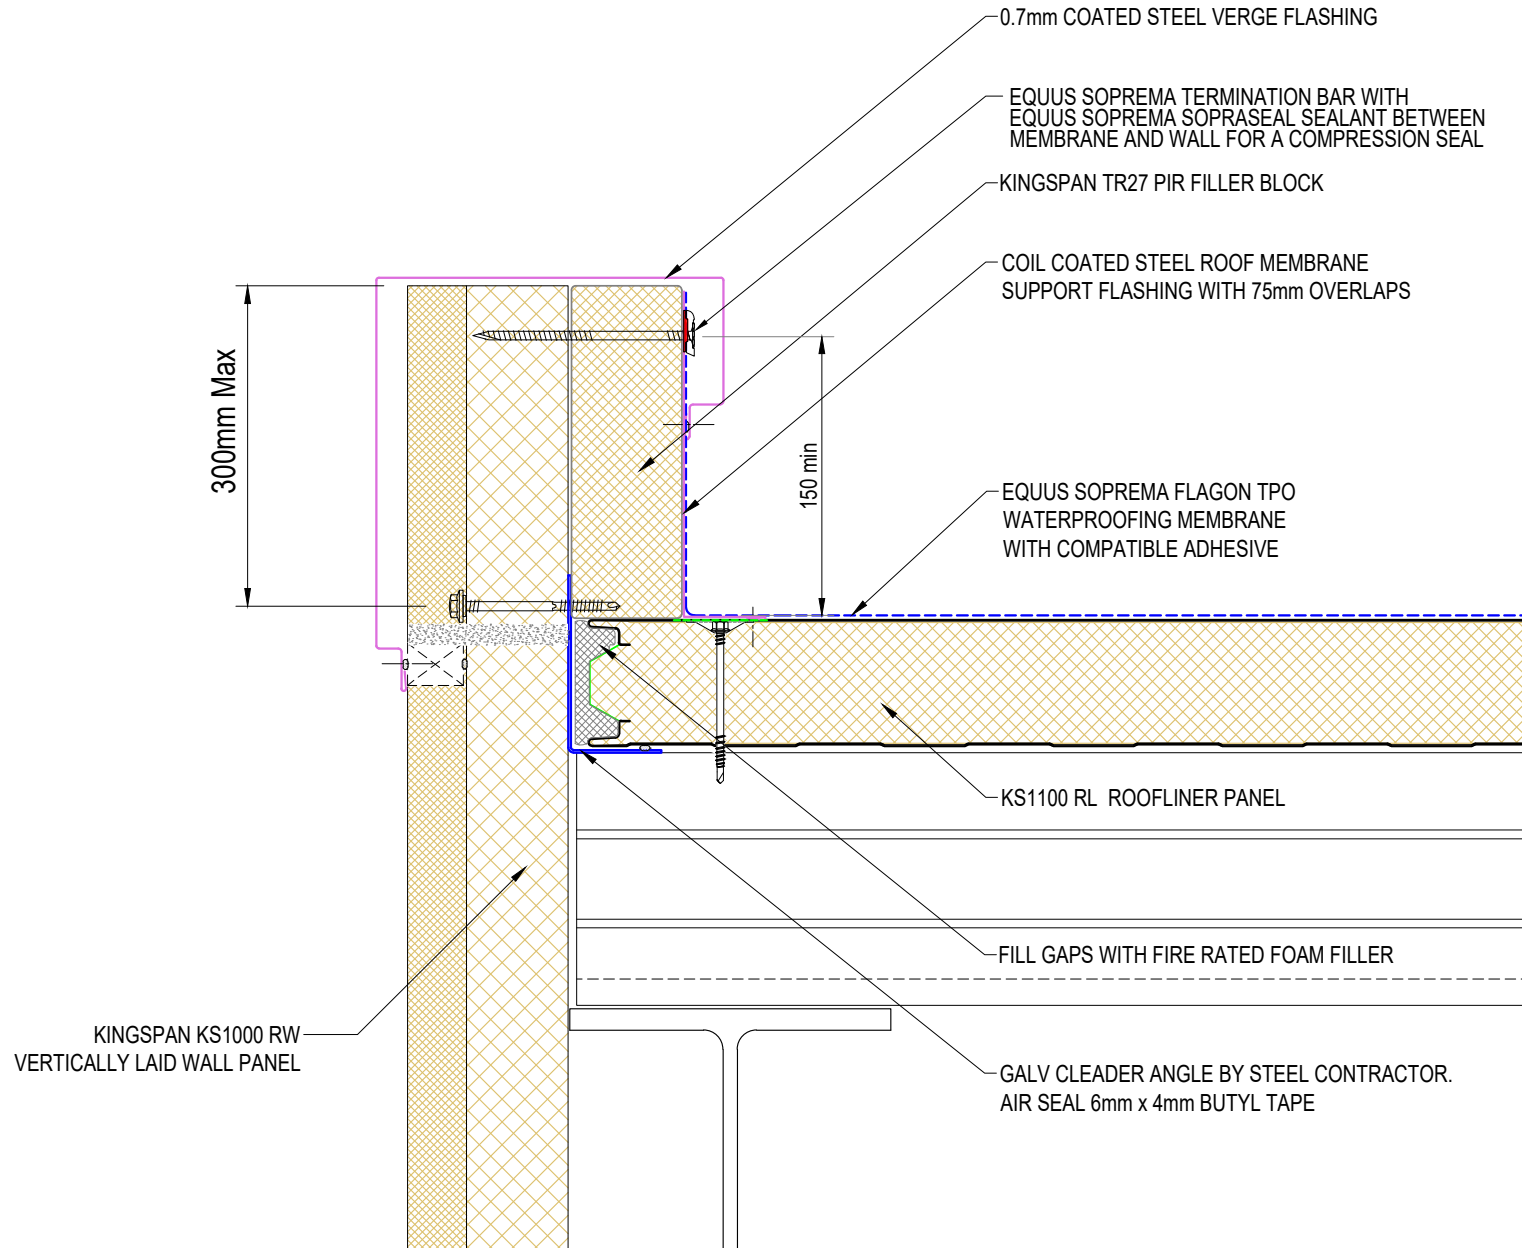 0.7mm COATED STEEL VERGE FLASHING
EQUUS SOPREMA TERMINATION BAR WITH
EQUUS SOPREMA SOPRASEAL SEALANT BETWEEN
MEMBRANE AND WALL FOR A COMPRESSION SEAL
KINGSPAN TR27 PIR FILLER BLOCK
COIL COATED STEEL ROOF MEMBRANE
SUPPORT FLASHING WITH 75mm OVERLAPS
300mm Max
150 min
EQUUS SOPREMA FLAGON TPO
WATERPROOFING MEMBRANE
WITH COMPATIBLE ADHESIVE
KS1100 RL ROOFLINER PANEL
FILL GAPS WITH FIRE RATED FOAM FILLER
KINGSPAN KS1000 RW
VERTICALLY LAID WALL PANEL
GALV CLEADER ANGLE BY STEEL CONTRACTOR.
AIR SEAL 6mm x 4mm BUTYL TAPE